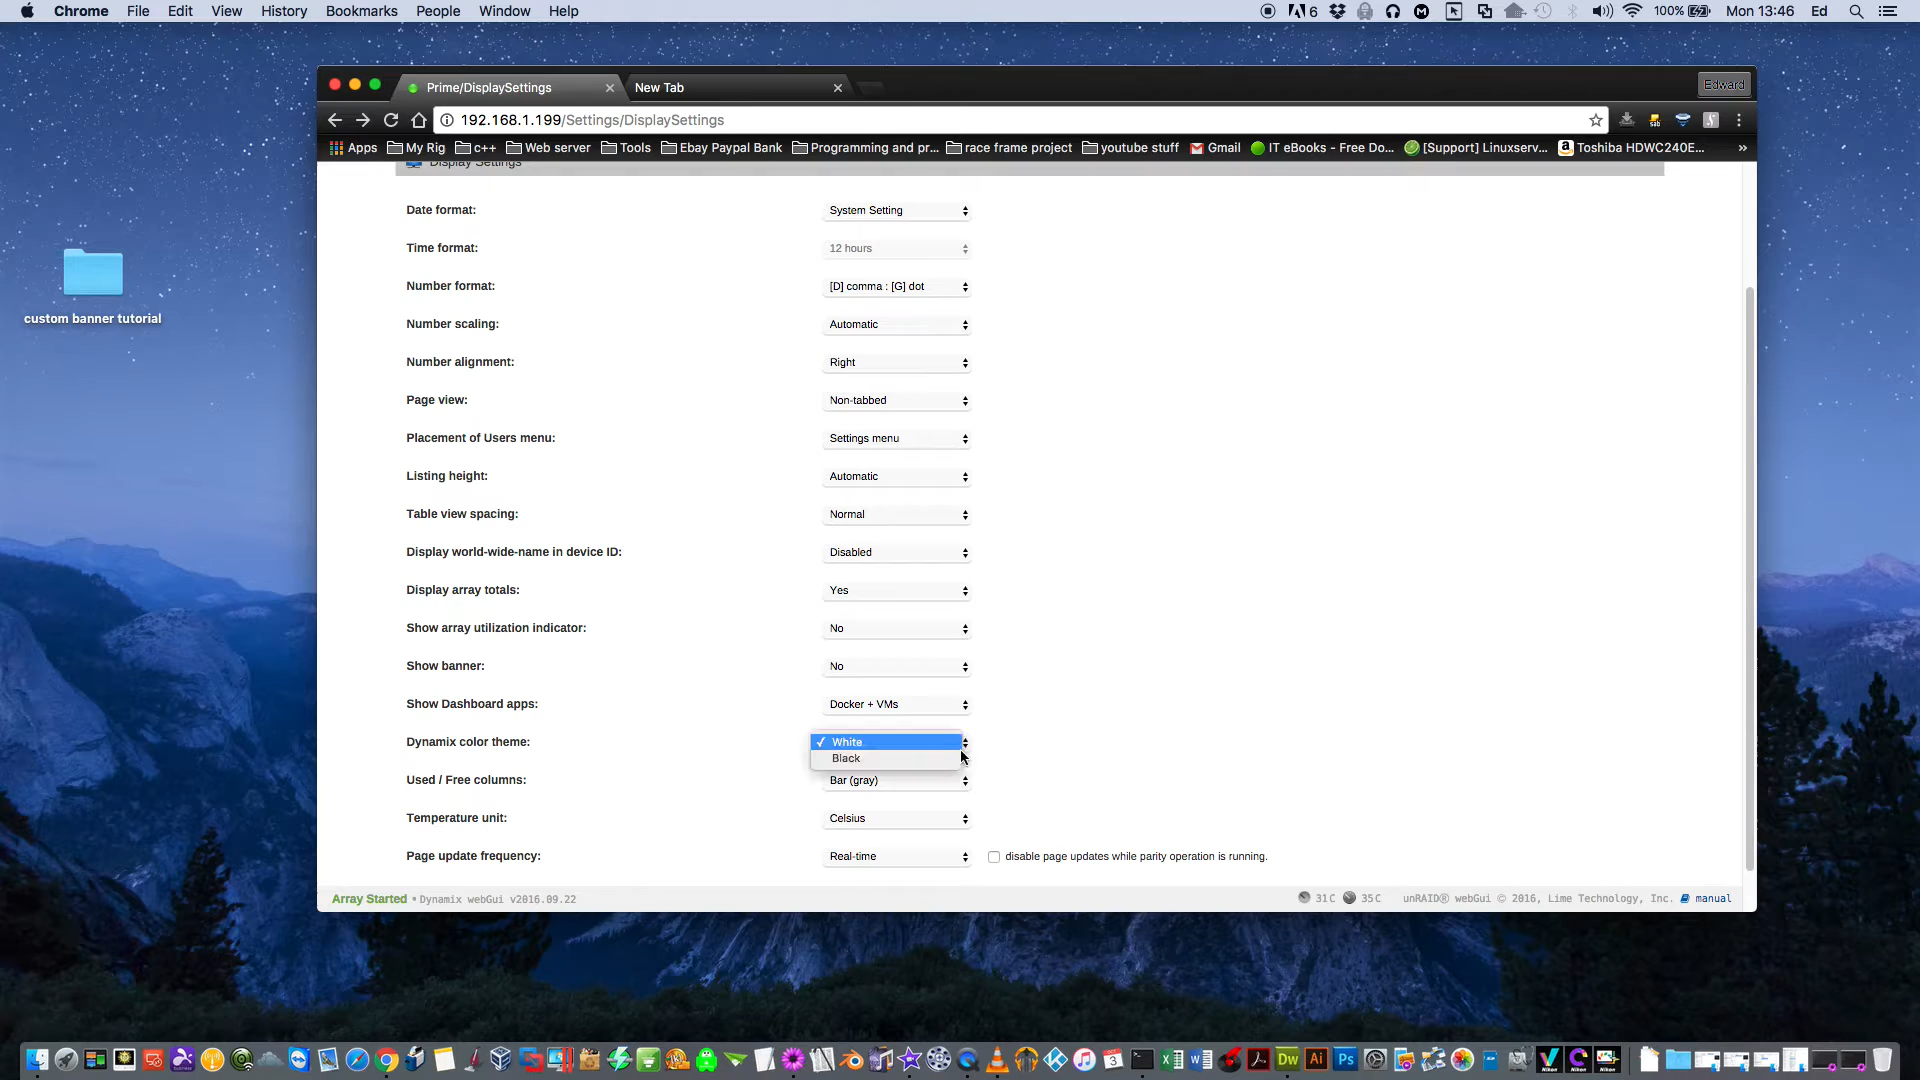 Chrome File Edit View History Bookmarks People Window Help 6 100% Mon 13:46 Ed
Prime/DisplaySettings New Tab Edward
192.168.1.199/Settings/DisplaySettings
Apps My Rig c++ Web server Tools Ebay Paypal Bank Programming and pr... race frame project youtube stuff Gmail IT eBooks - Free Do... [Support] Linuxserv... Toshiba HDWC240E... »
Display Settings
Date format: System Setting
Time format: 12 hours
Number format: [D] comma : [G] dot
Number scaling: Automatic
Number alignment: Right
Page view: Non-tabbed
Placement of Users menu: Settings menu
Listing height: Automatic
Table view spacing: Normal
Display world-wide-name in device ID: Disabled
Display array totals: Yes
Show array utilization indicator: No
Show banner: No
Show Dashboard apps: Docker + VMs
Dynamix color theme: ✓ White
Black
Used / Free columns: Bar (gray)
Temperature unit: Celsius
Page update frequency: Real-time disable page updates while parity operation is running.
Array Started • Dynamix webGui v2016.09.22 31C 35C unRAID® webGui © 2016, Lime Technology, Inc. manual
custom banner tutorial
Dw Ai Ps